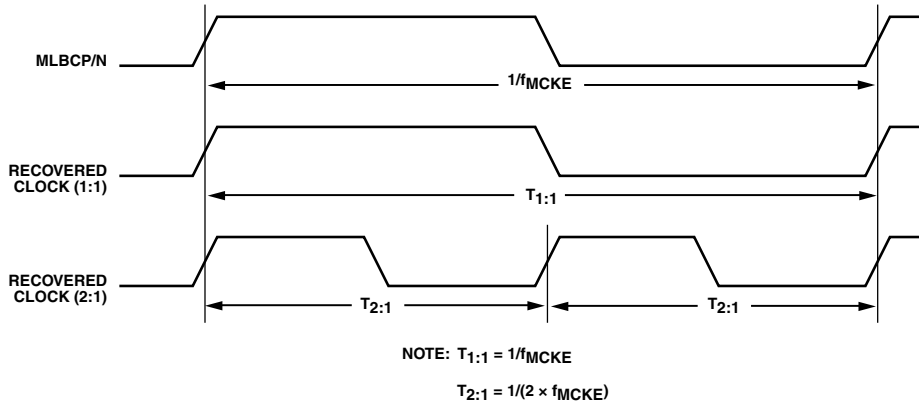 MLBCP/N
1/fMCKE
RECOVERED
CLOCK (1:1)
T1:1
RECOVERED
CLOCK (2:1)
T2:1
T2:1
NOTE: T1:1 = 1/fMCKE
T2:1 = 1/(2 × fMCKE)